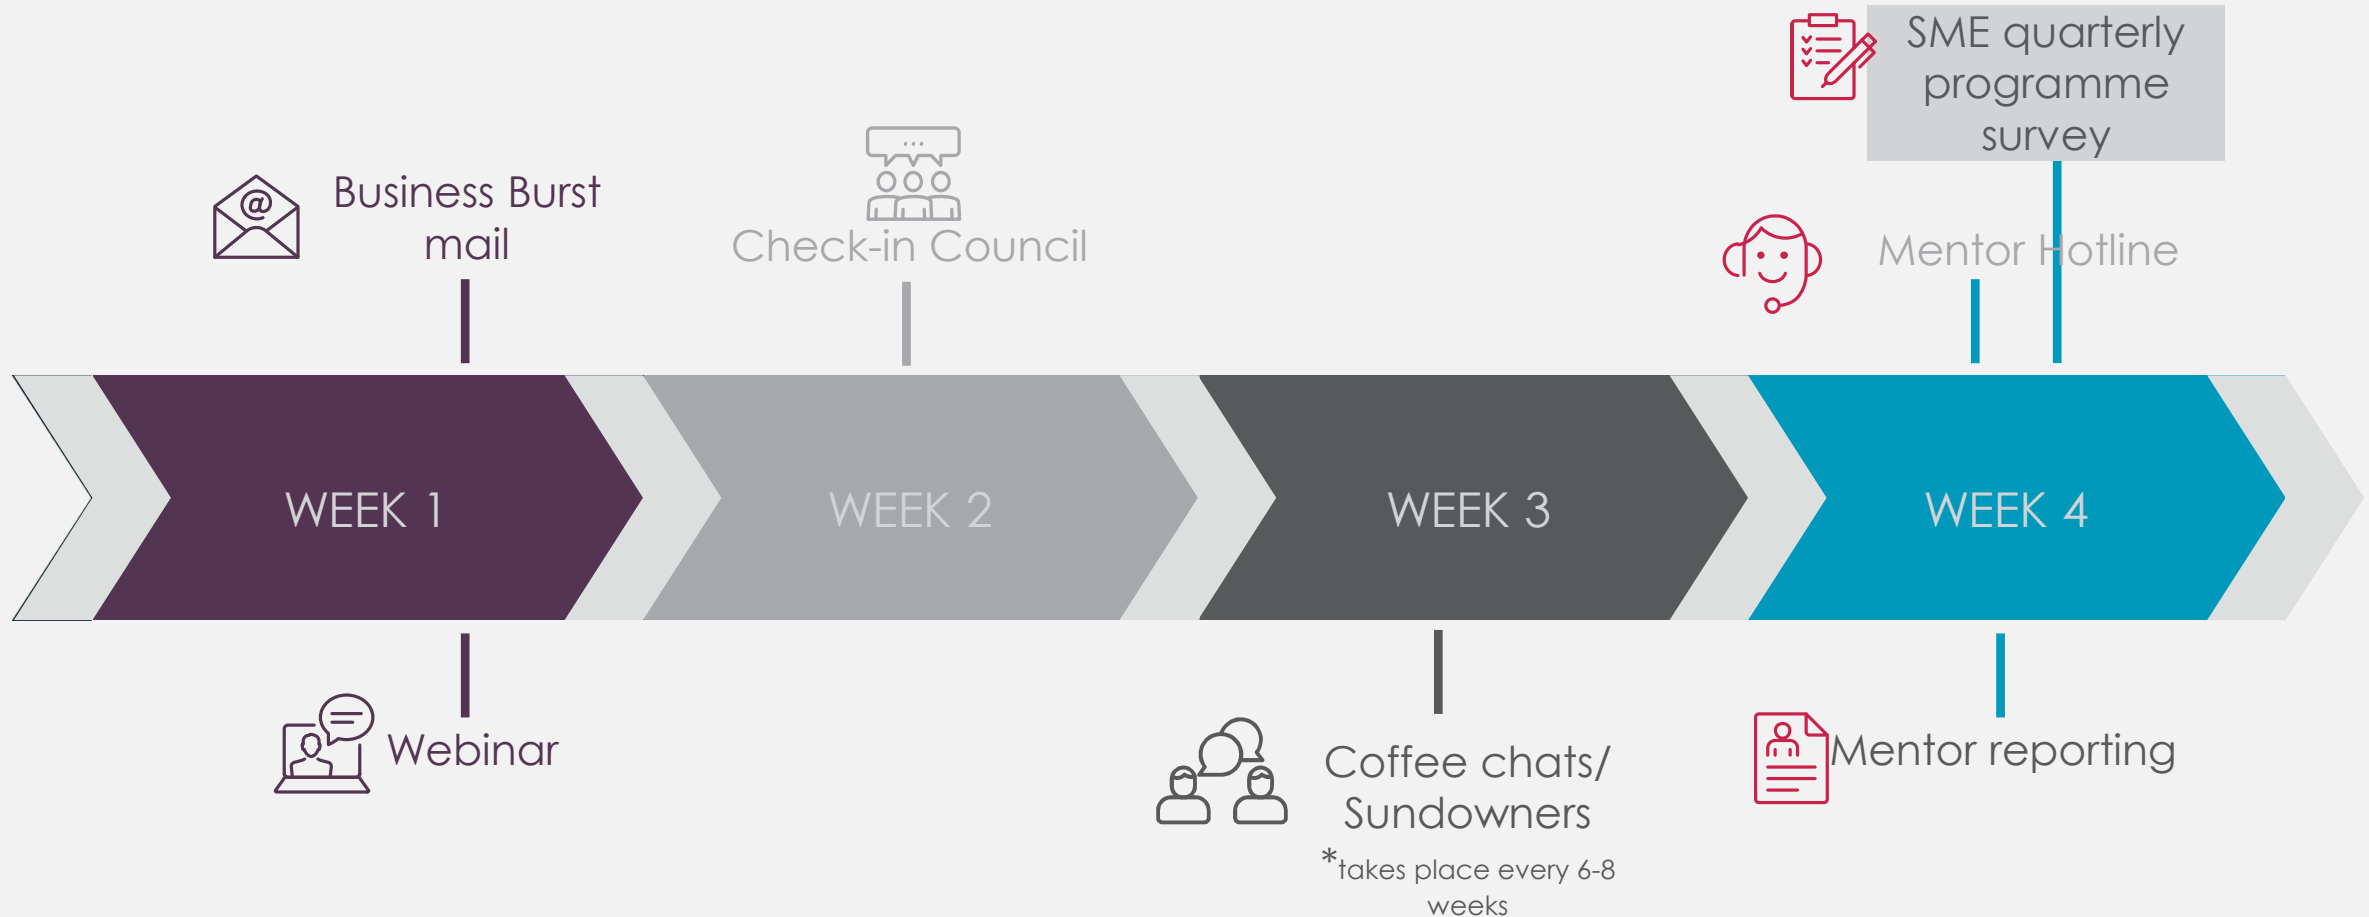 SME quarterly
programme
survey
Business Burst
mail
@
...
Check-in Council
Mentor Hotline
WEEK 1
WEEK 2
WEEK 3
WEEK 4
Webinar
Coffee chats/
Sundowners
*takes place every 6-8
weeks
Mentor reporting